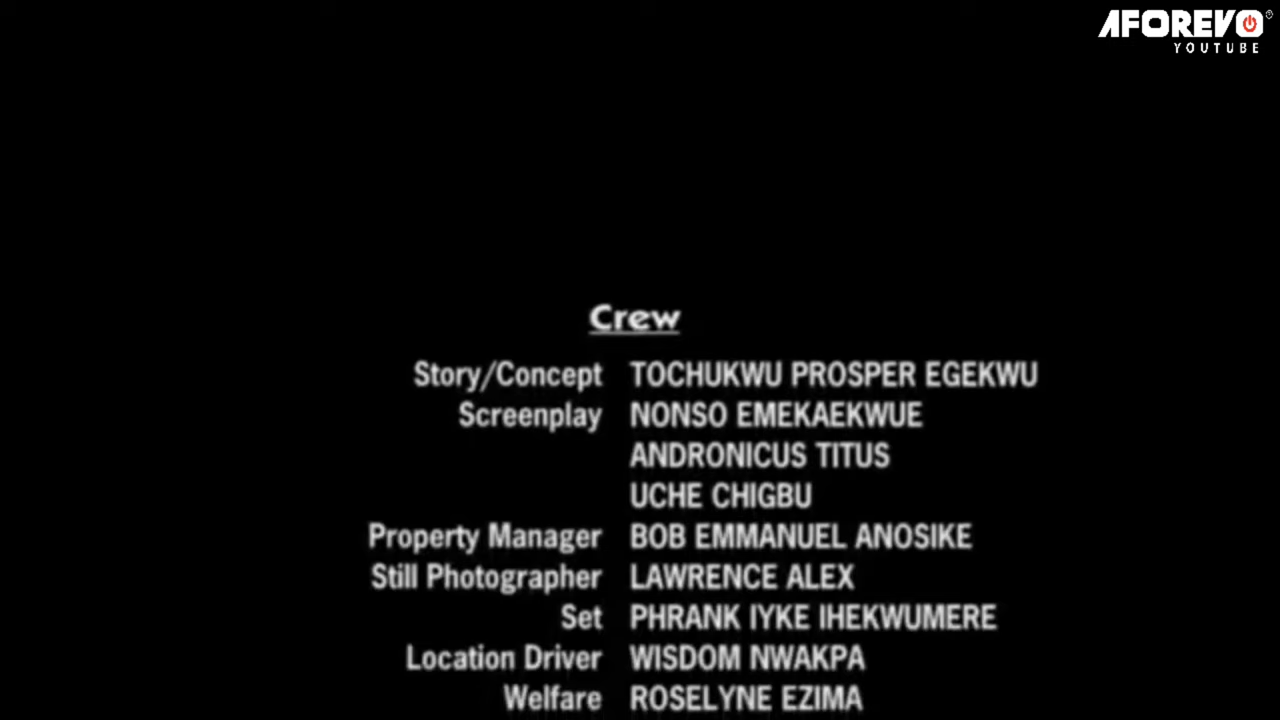 AFOREVO
YOUTUBE
Crew
Story/Concept TOCHUKWU PROSPER EGEKWU
Screenplay NONSO EMEKAEKWUE
ANDRONICUS TITUS
UCHE CHIGBU
Property Manager BOB EMMANUEL ANOSIKE
Still Photographer LAWRENCE ALEX
Set PHRANK IYKE IHEKWUMERE
Location Driver WISDOM NWAKPA
Welfare ROSELYNE EZIMA